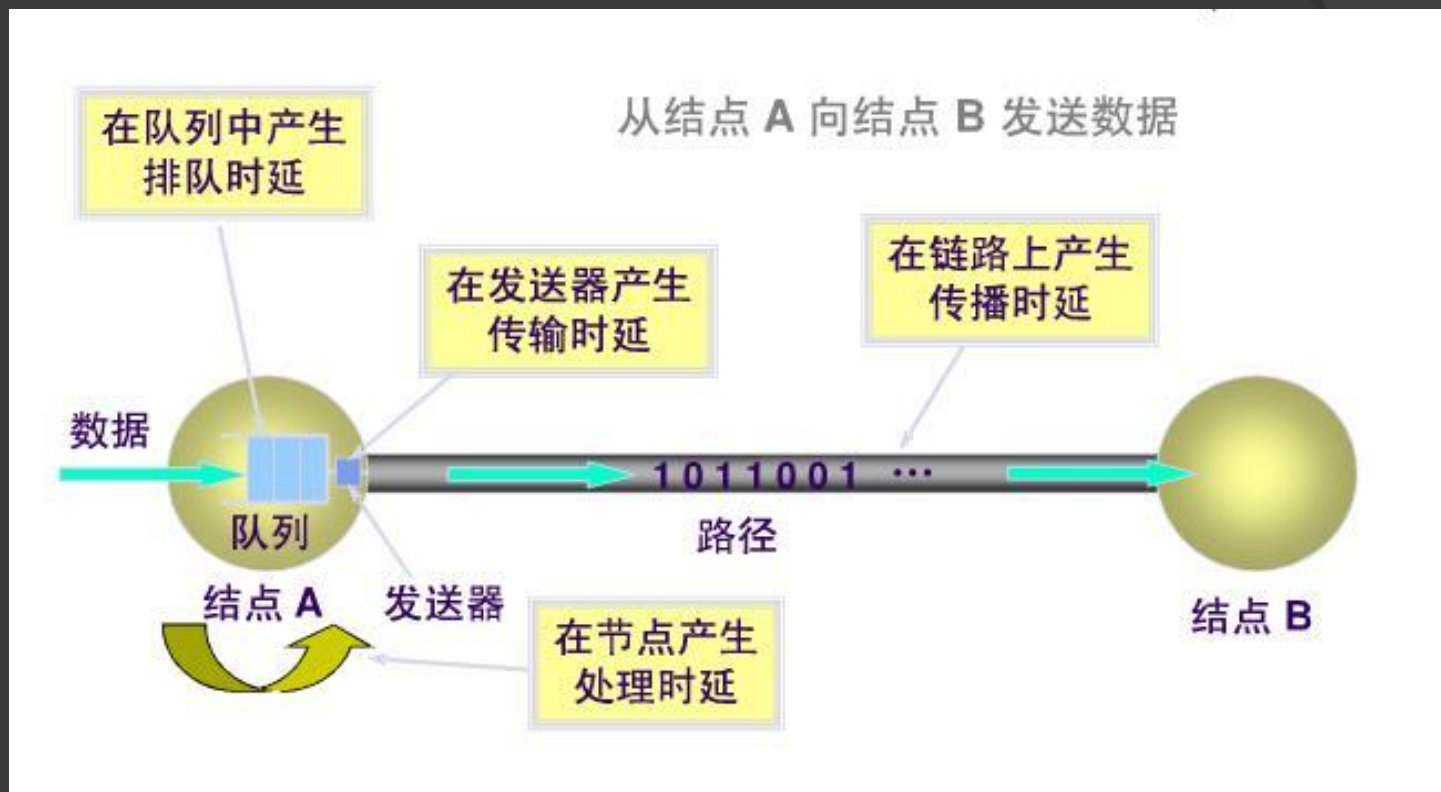 从结点 A 向结点 B 发送数据
在队列中产生
排队时延
在发送器产生
传输时延
在链路上产生
传播时延
数据
1011001 …
队列
路径
结点 A
发送器
结点 B
在节点产生
处理时延